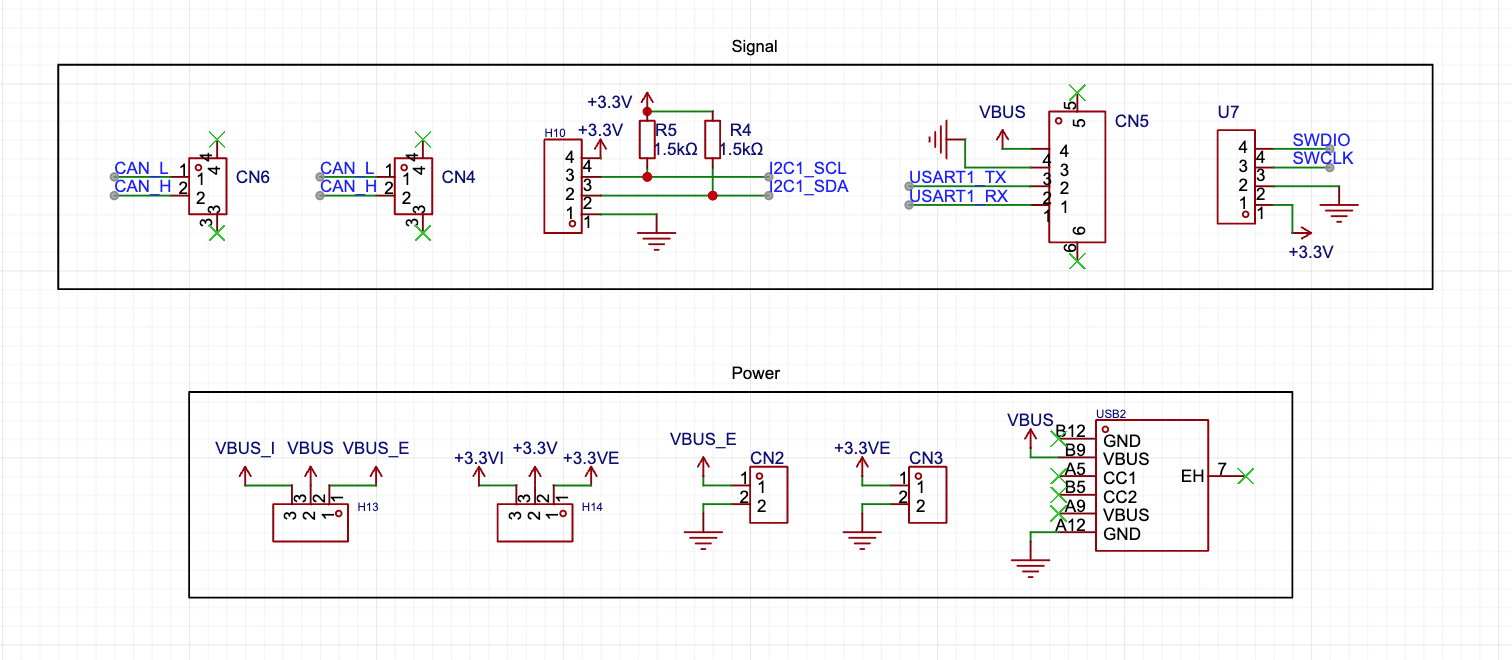 Signal
CAN_L
CAN_H
1
2
1
2
4
4
3
3
CN6
CAN_L
CAN_H
1
2
1
2
4
4
3
3
CN4
+3.3V
H10
+3.3V
R5
1.5kΩ
R4
1.5kΩ
4
3
2
1
4
3
2
1
I2C1_SCL
I2C1_SDA
VBUS
USART1_TX
USART1_RX
5
5
4
3
2
1
4
3
2
1
6
6
CN5
U7
4
3
2
1
4
3
2
1
SWDIO
SWCLK
+3.3V
Power
VBUS_I
VBUS
VBUS_E
3
2
1
3
2
1
H13
+3.3VI
+3.3V
+3.3VE
3
2
1
3
2
1
H14
VBUS_E
CN2
1
2
1
2
+3.3VE
CN3
1
2
1
2
VBUS
USB2
B12 GND
B9 VBUS
A5 CC1
B5 CC2
A9 VBUS
A12 GND
EH 7